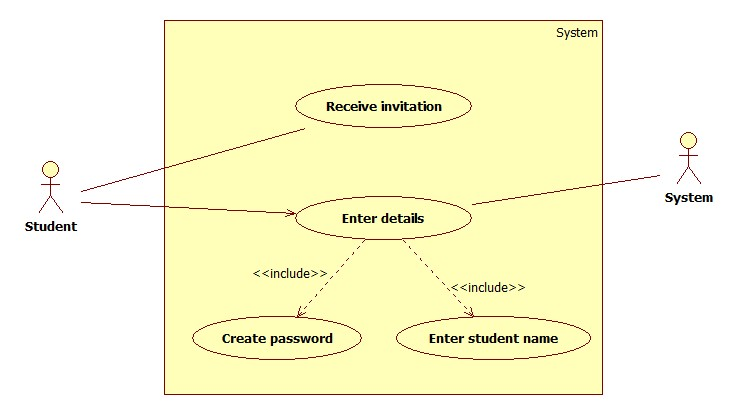 System
Receive invitation
Student
Enter details
System
<<include>>
<<include>>
Create password
Enter student name